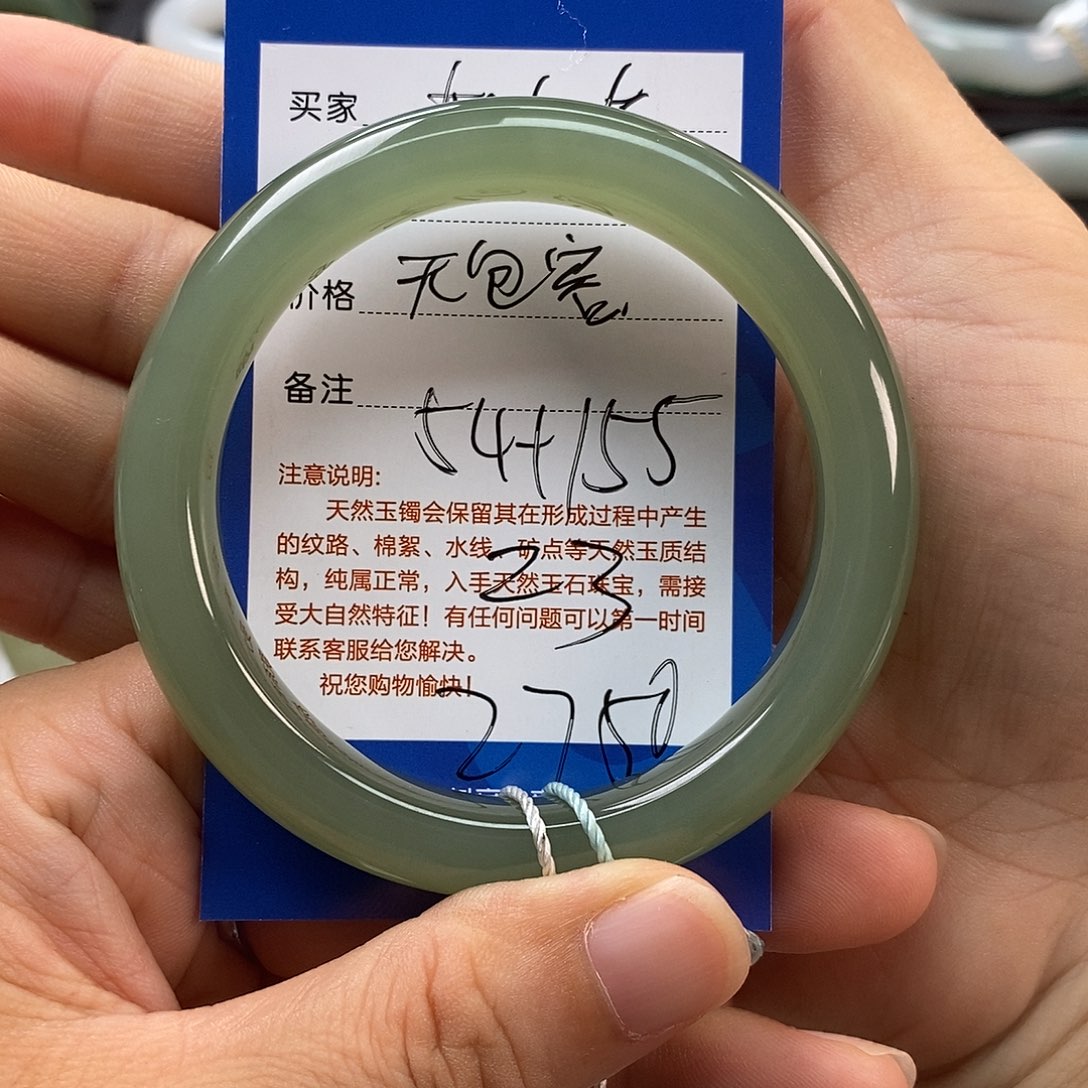 买家
价格 无包容
备注 54+155
注意说明:
天然玉镯会保留其在形成过程中产生
的纹路、棉絮、水线、矿点等天然玉质结
构，纯属正常，入手天然玉石珠宝，需接
受大自然特征！有任何问题可以第一时间
联系客服给您解决。
祝您购物愉快！
23
2750